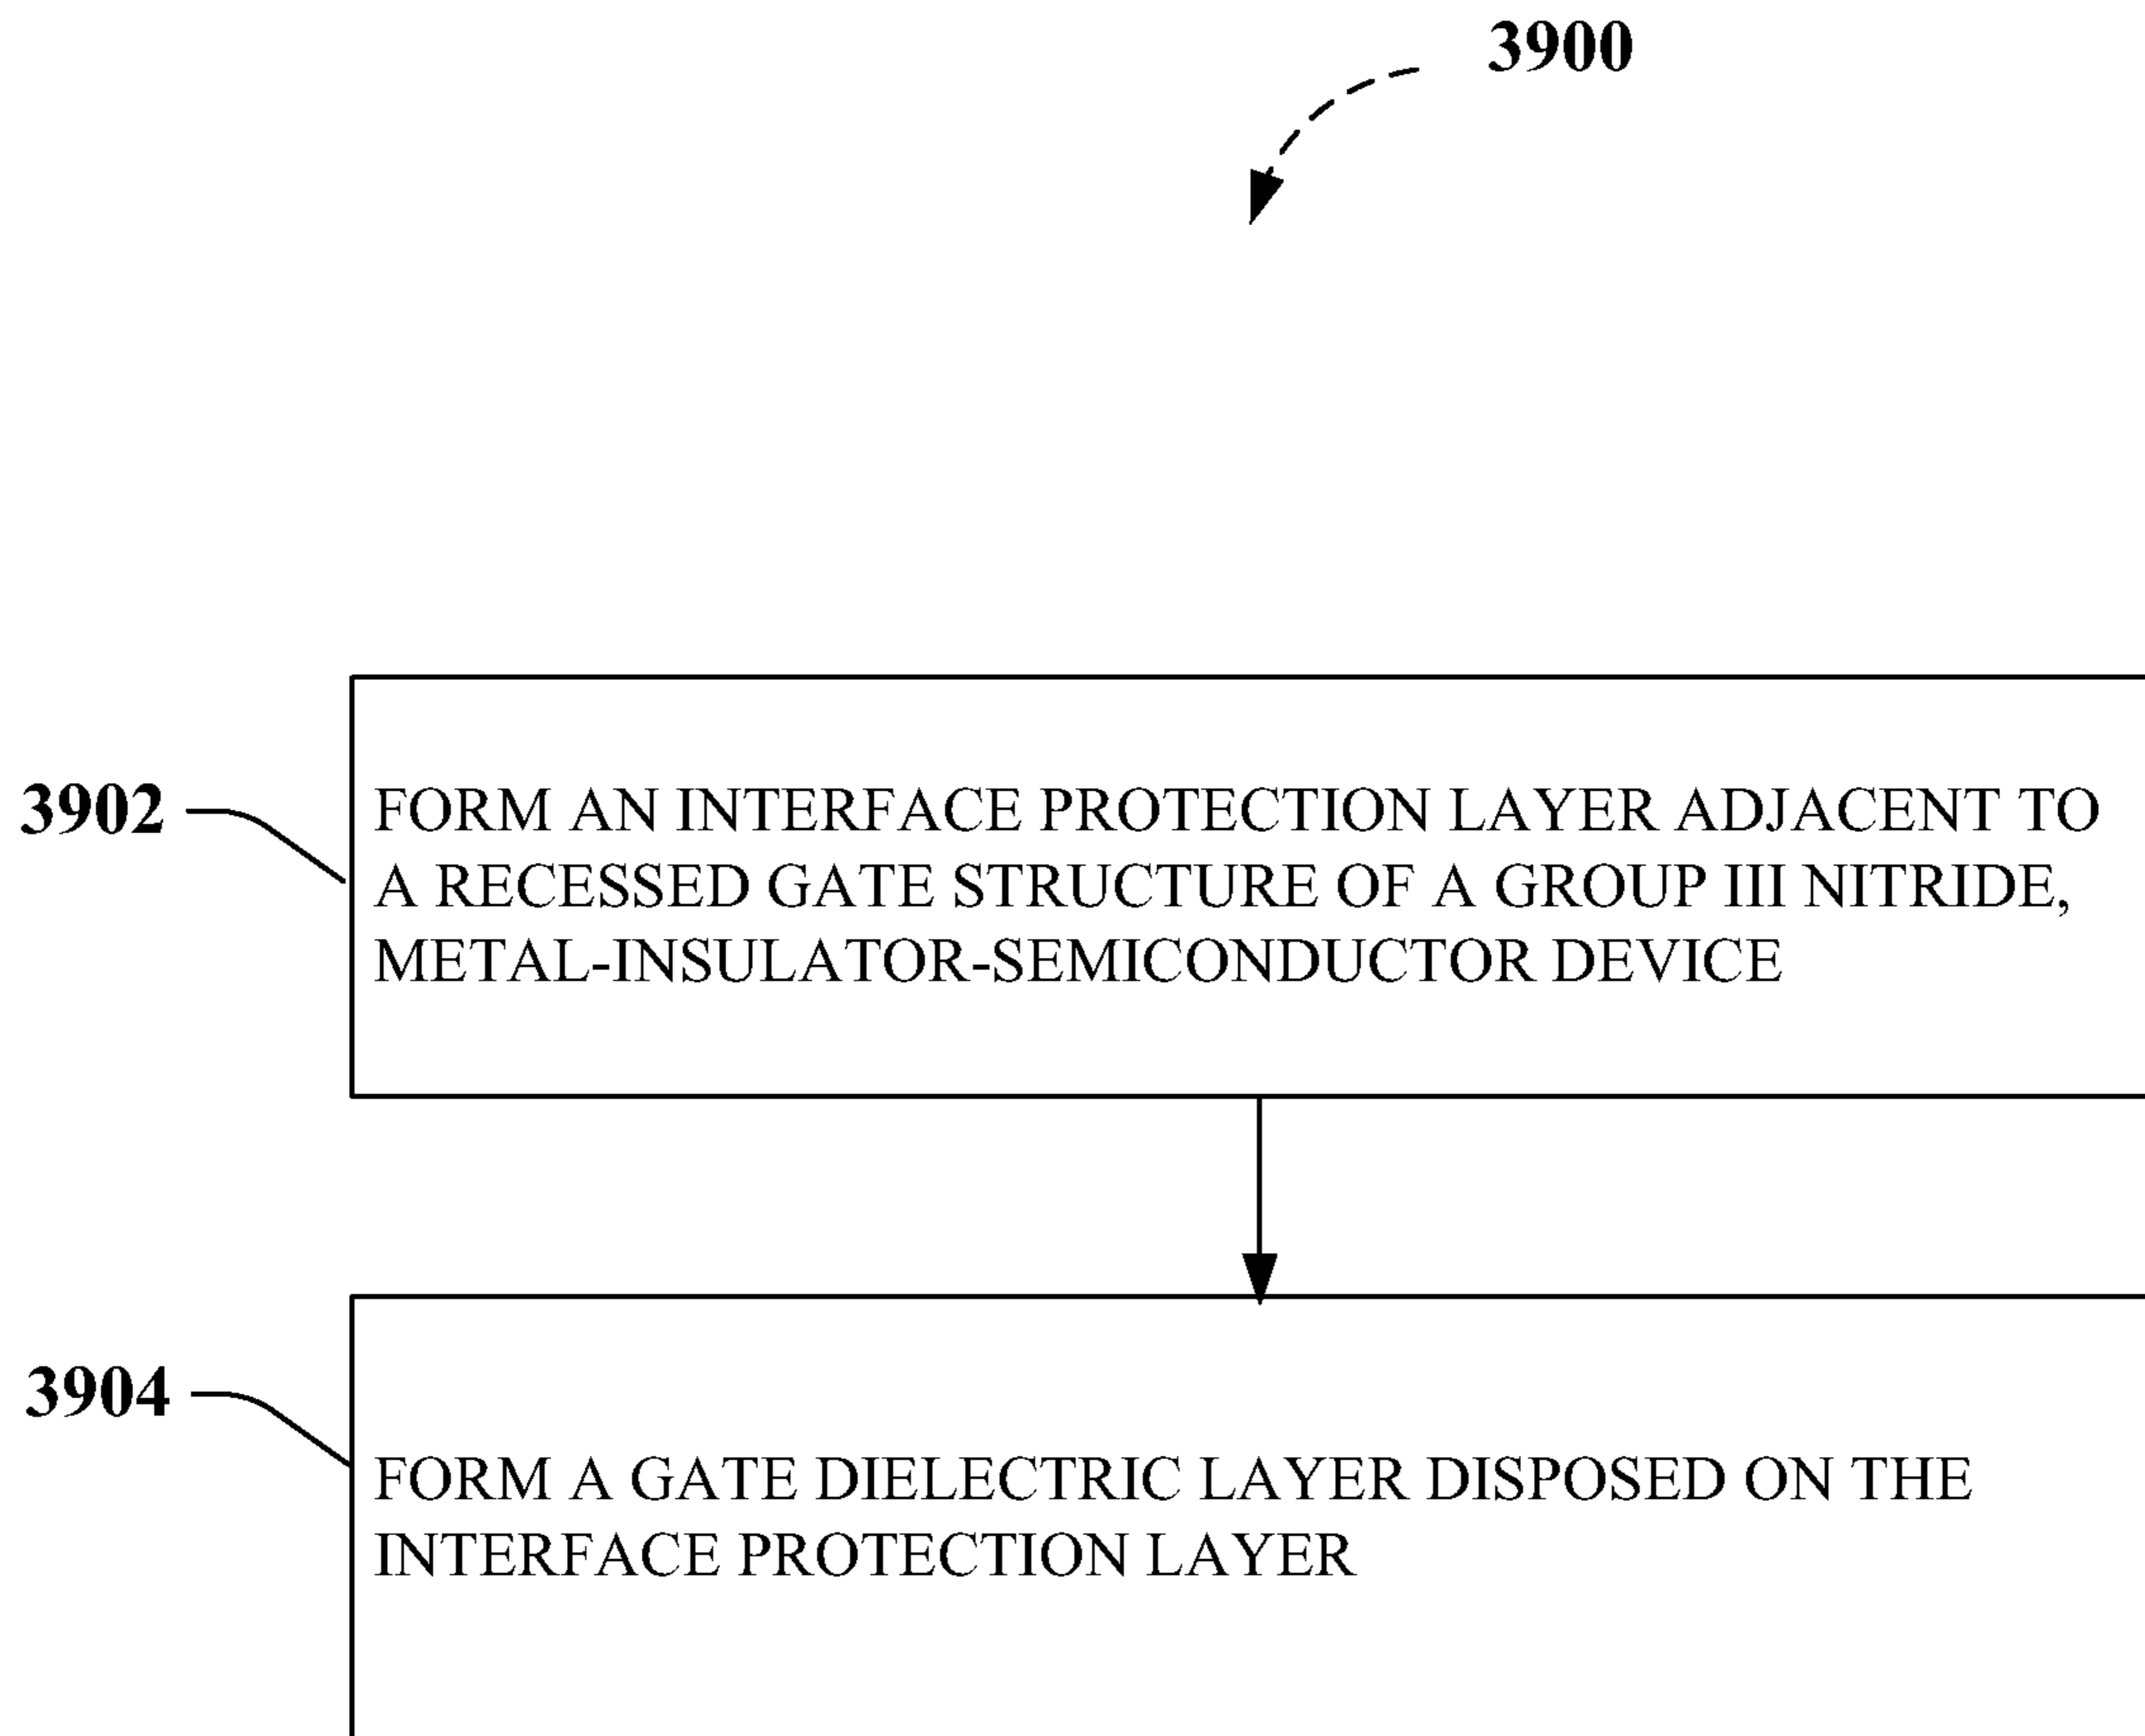 3900
3902
FORM AN INTERFACE PROTECTION LAYER ADJACENT TO
A RECESSED GATE STRUCTURE OF A GROUP III NITRIDE,
METAL-INSULATOR-SEMICONDUCTOR DEVICE
3904
FORM A GATE DIELECTRIC LAYER DISPOSED ON THE
INTERFACE PROTECTION LAYER